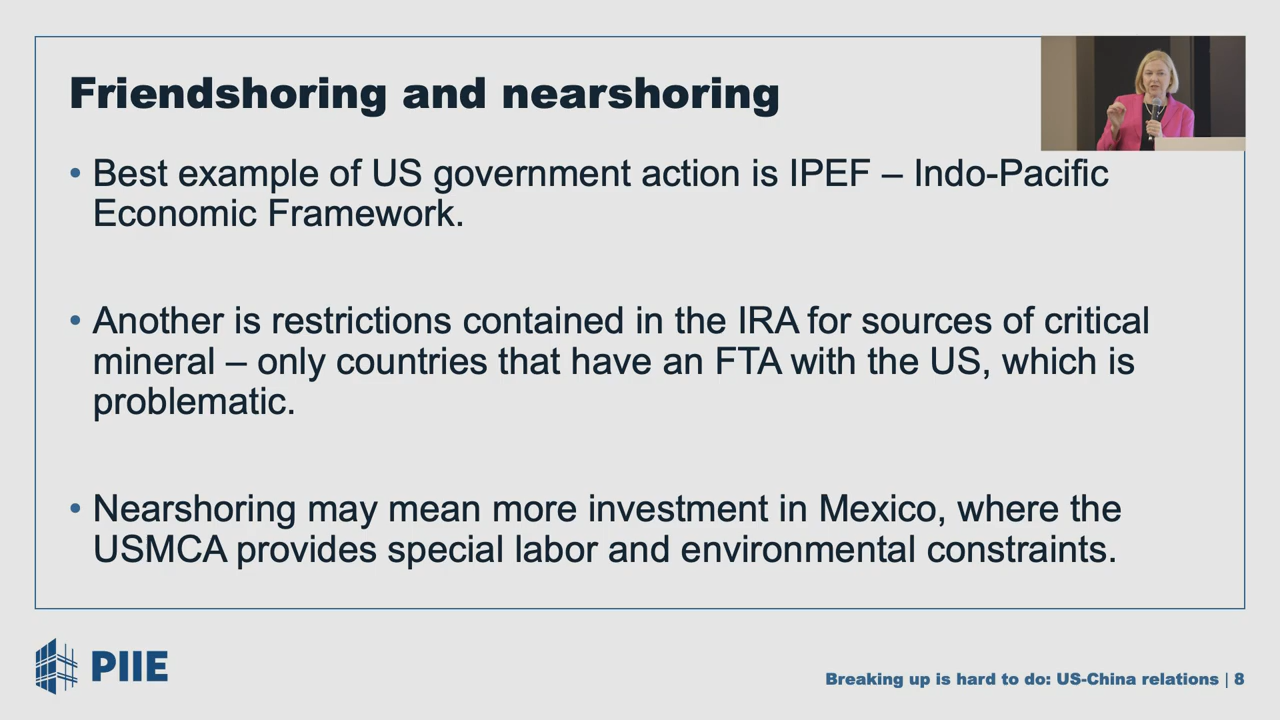 Friendshoring and nearshoring
• Best example of US government action is IPEF – Indo-Pacific
Economic Framework.
• Another is restrictions contained in the IRA for sources of critical
mineral – only countries that have an FTA with the US, which is
problematic.
• Nearshoring may mean more investment in Mexico, where the
USMCA provides special labor and environmental constraints.
PIIE
Breaking up is hard to do: US-China relations | 8